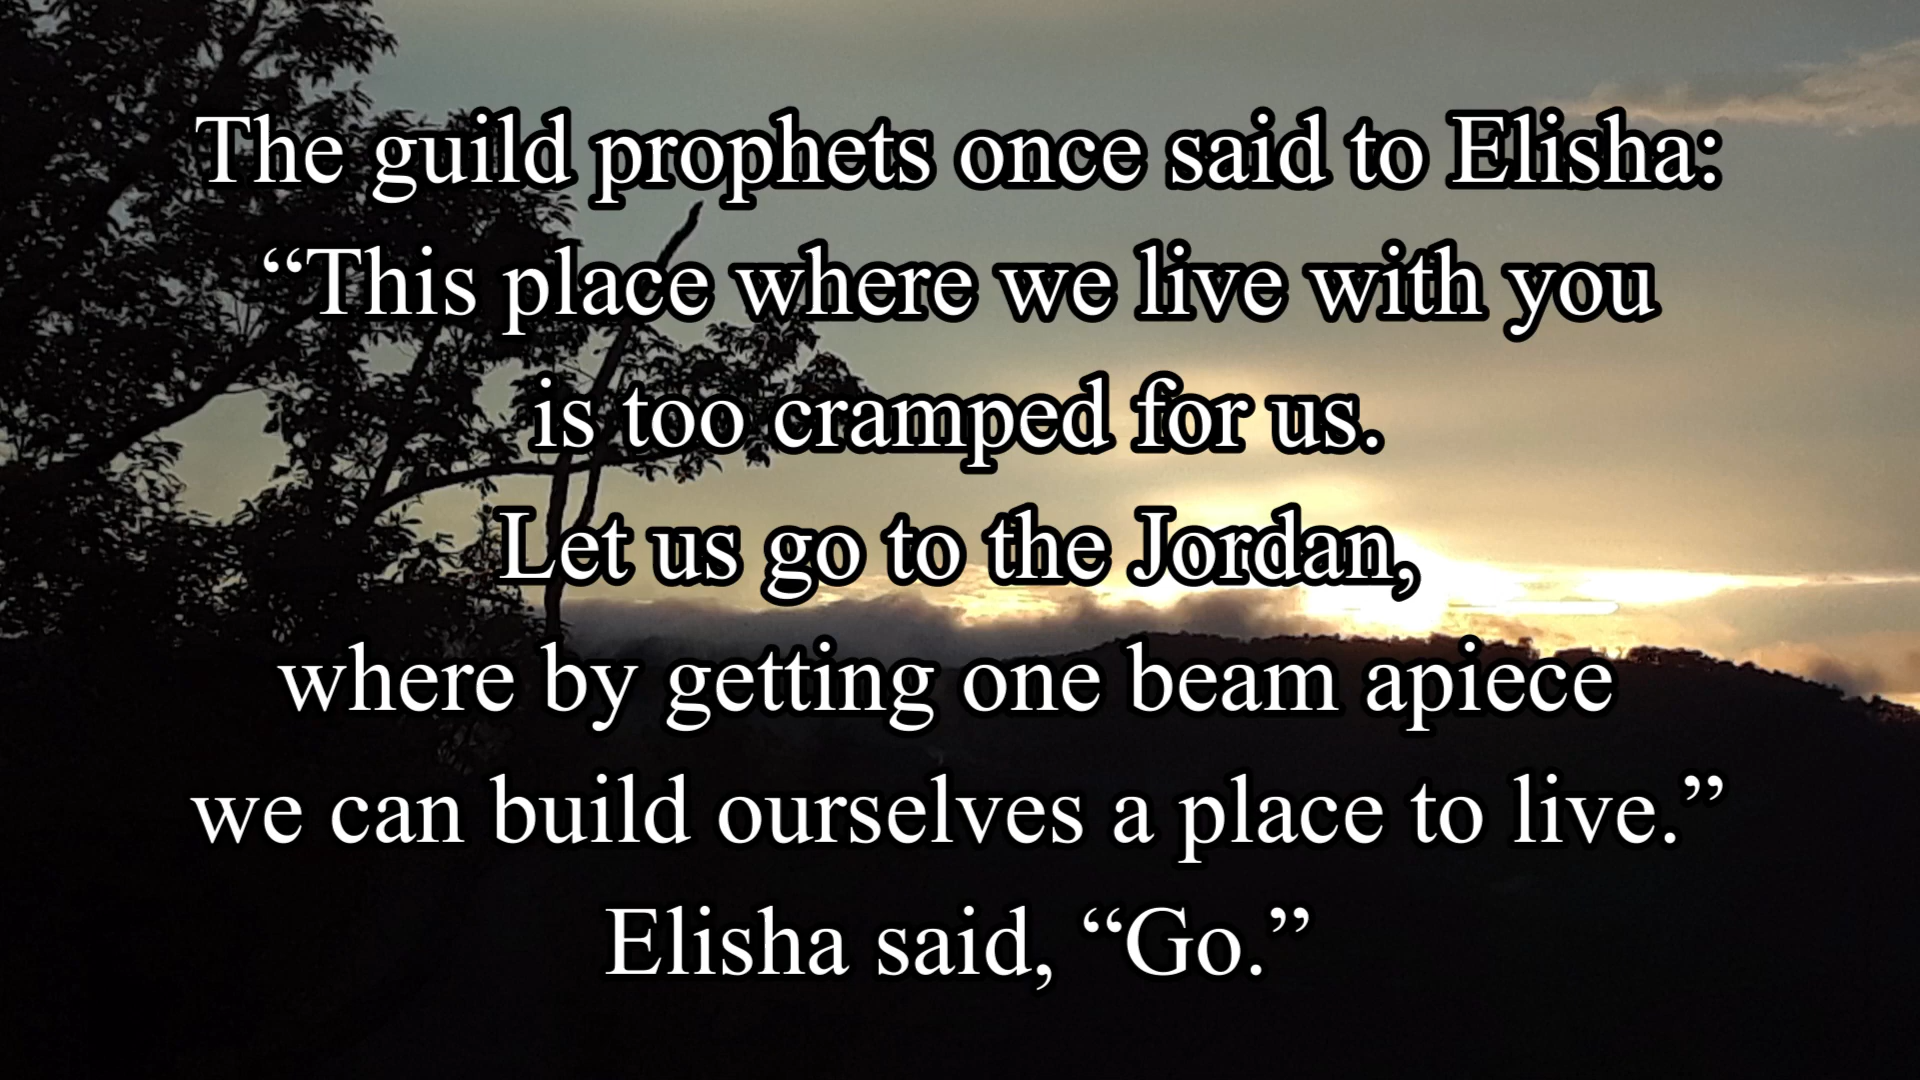 The guild prophets once said to Elisha:
“This place where we live with you
is too cramped for us.
Let us go to the Jordan,
where by getting one beam apiece
we can build ourselves a place to live.”
Elisha said, “Go.”